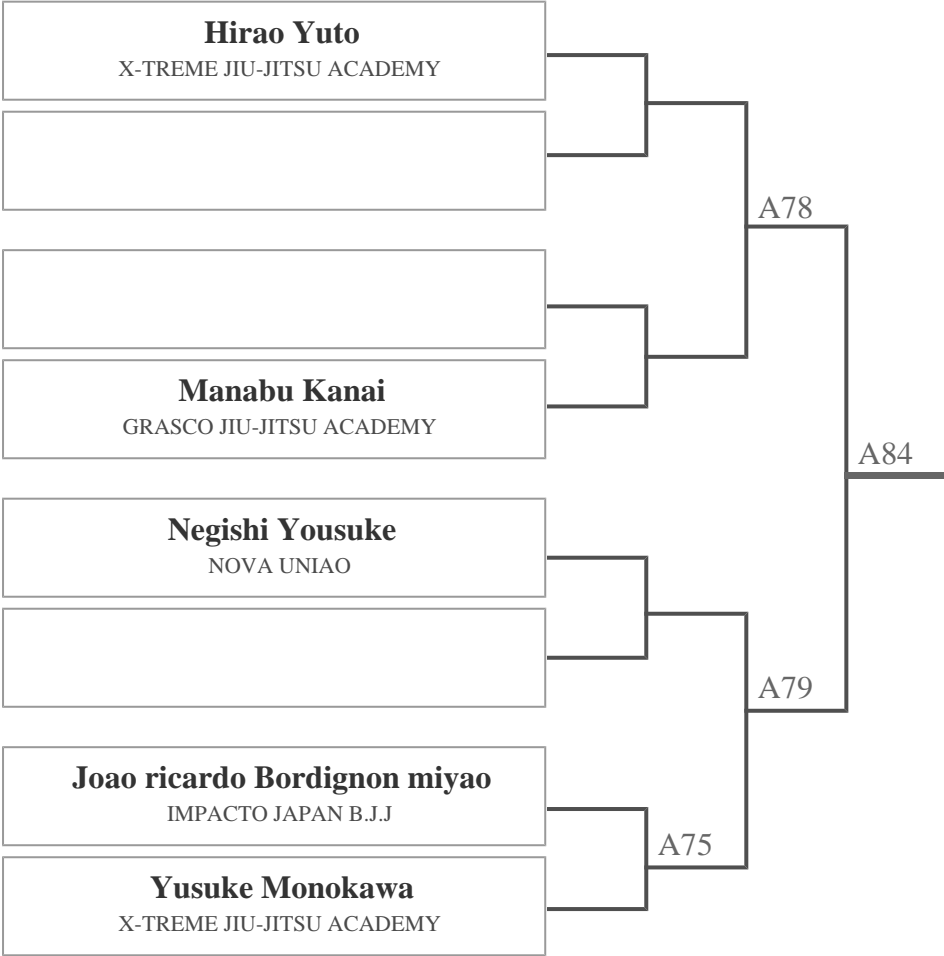 Hirao Yuto
X-TREME JIU-JITSU ACADEMY
A78
Manabu Kanai
GRASCO JIU-JITSU ACADEMY
A84
Negishi Yousuke
NOVA UNIAO
A79
Joao ricardo Bordignon miyao
IMPACTO JAPAN B.J.J
A75
Yusuke Monokawa
X-TREME JIU-JITSU ACADEMY